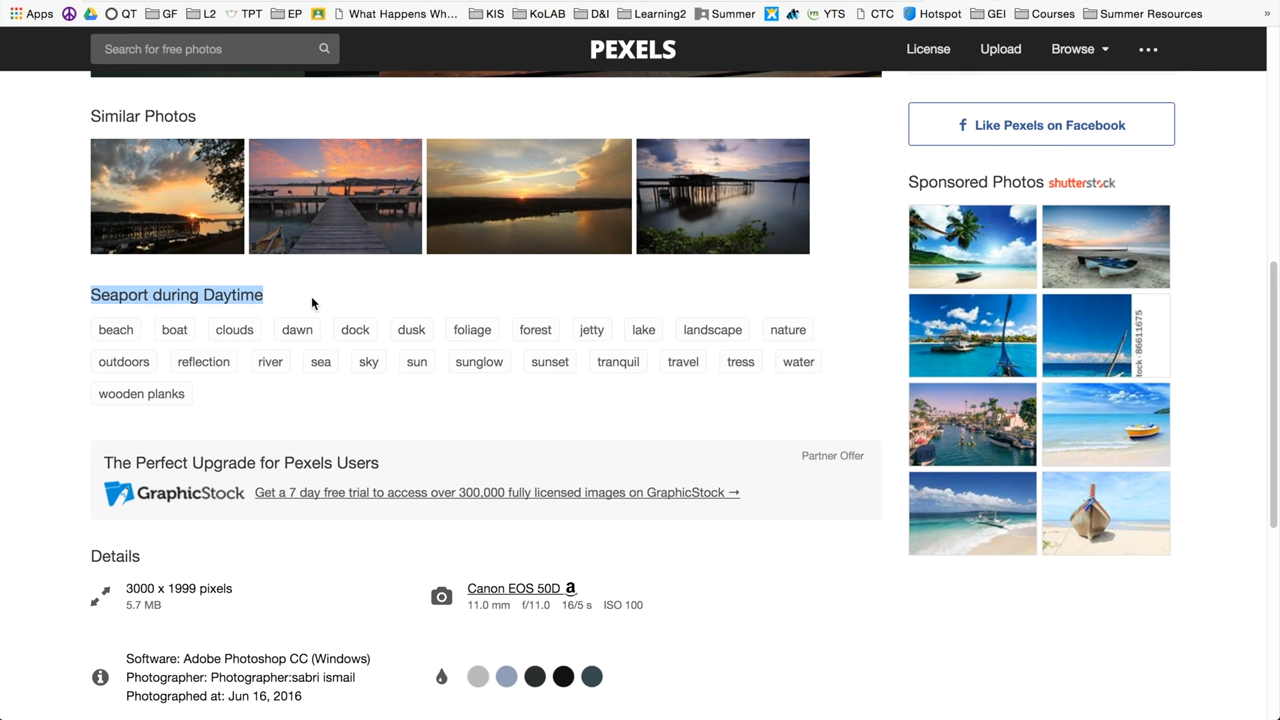 Apps QT GF L2 TPT EP What Happens Wh... KIS KoLAB D&I Learning2 Summer YTS CTC Hotspot GEI Courses Summer Resources »
Search for free photos PEXELS License Upload Browse
Similar Photos
Like Pexels on Facebook
Sponsored Photos shutterstock
Seaport during Daytime
beach boat clouds dawn dock dusk foliage forest jetty lake landscape nature
outdoors reflection river sea sky sun sunglow sunset tranquil travel tress water
wooden planks
tock · 86611675
The Perfect Upgrade for Pexels Users Partner Offer
GraphicStock Get a 7 day free trial to access over 300,000 fully licensed images on GraphicStock →
Details
3000 x 1999 pixels
5.7 MB
Canon EOS 50D a
11.0 mm f/11.0 16/5 s ISO 100
Software: Adobe Photoshop CC (Windows)
Photographer: Photographer:sabri ismail
Photographed at: Jun 16, 2016